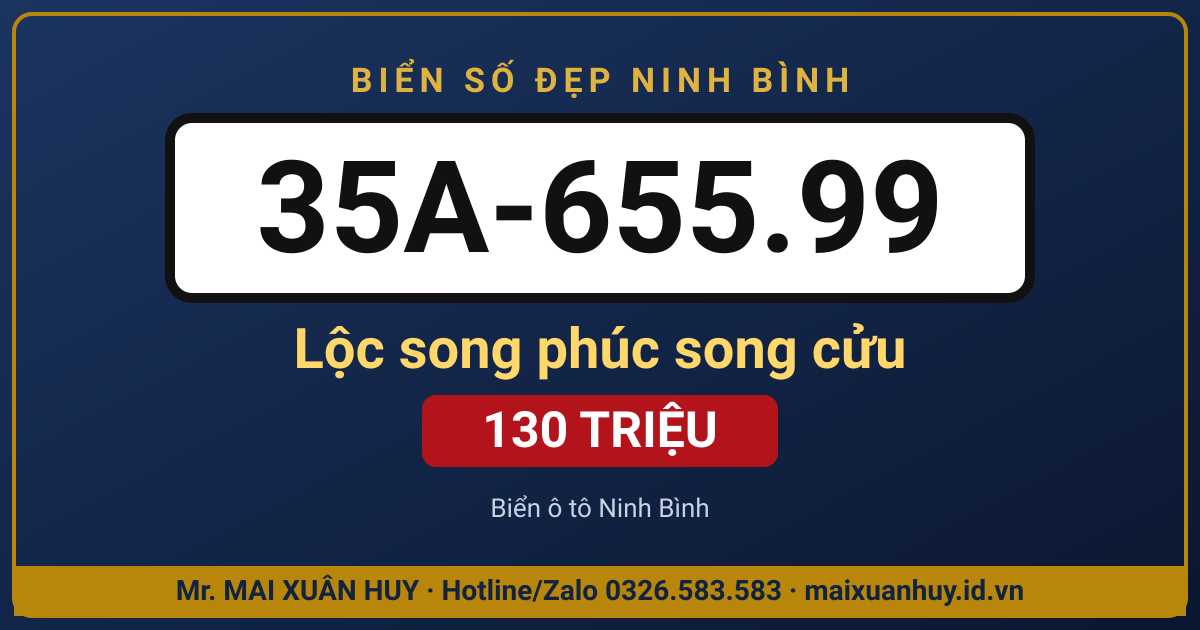 BIỂN SỐ ĐẸP NINH BÌNH
35A-655.99
Lộc song phúc song cửu
130 TRIỆU
Biển ô tô Ninh Bình
Mr. MAI XUÂN HUY · Hotline/Zalo 0326.583.583 · maixuanhuy.id.vn